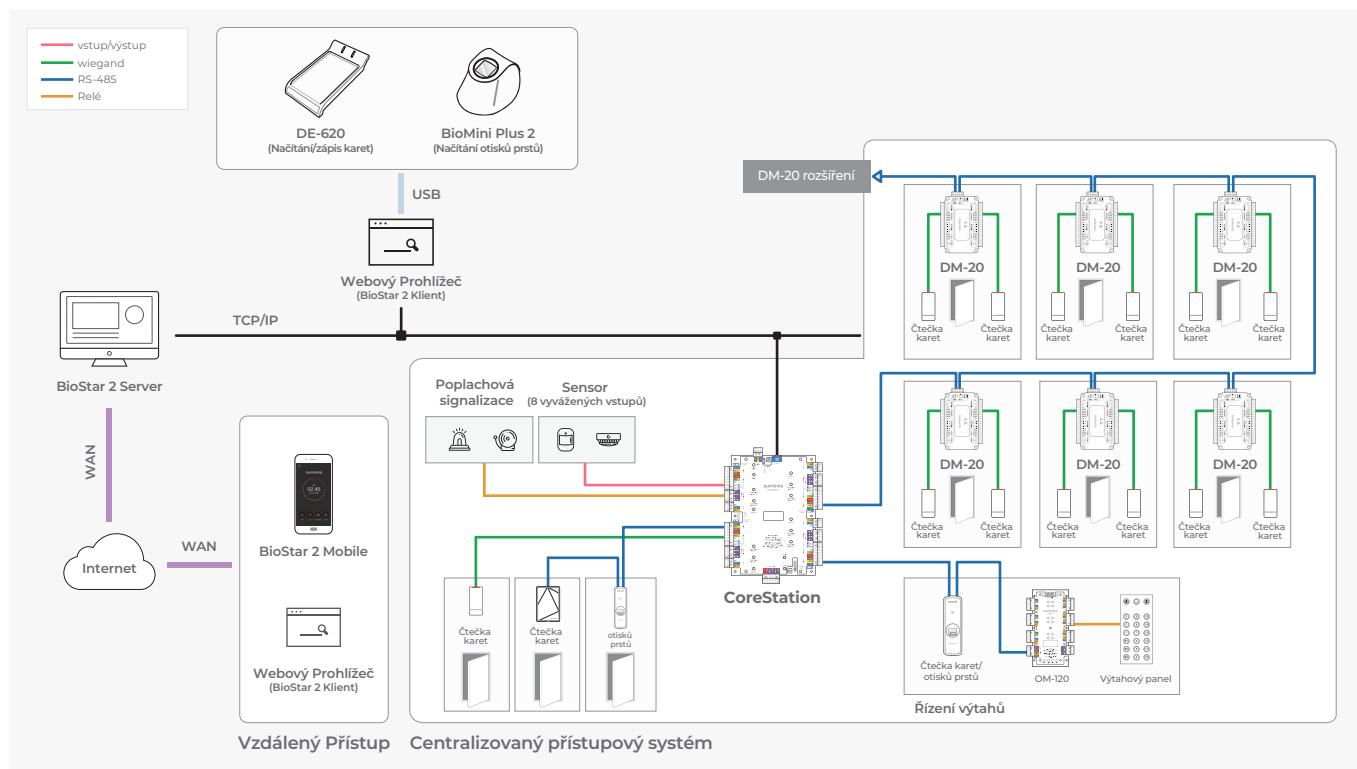 vstup/výstup
wiegand
RS-485
Relé
DE-620
(Načítání/zápis karet)
BioMini Plus 2
(Načítání otisků prstů)
USB
Webový Prohlížeč
(BioStar 2 Klient)
TCP/IP
BioStar 2 Server
WAN
Internet
WAN
suprema
02:45
BioStar 2 Mobile
Webový Prohlížeč
(BioStar 2 Klient)
Vzdálený Přístup
DM-20 rozšíření
DM-20
Čtečka
karet
Čtečka
karet
DM-20
Čtečka
karet
Čtečka
karet
DM-20
Čtečka
karet
Čtečka
karet
DM-20
Čtečka
karet
Čtečka
karet
DM-20
Čtečka
karet
Čtečka
karet
DM-20
Čtečka
karet
Čtečka
karet
Poplachová
signalizace
Sensor
(8 vyvážených vstupů)
suprema
CoreStation
Čtečka
karet
Čtečka
karet
otisků
prstů
Čtečka karet/
otisků prstů
OM-120
Výtahový panel
Řízení výtahů
Centralizovaný přístupový systém